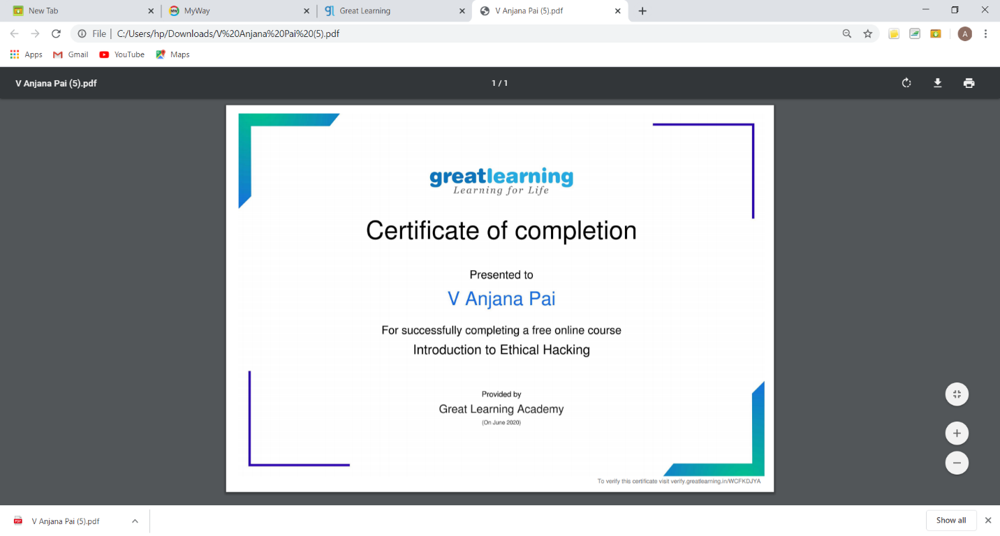 New Tab
MyWay
Great Learning
V Anjana Pai (5).pdf
File | C:/Users/hp/Downloads/V%20Anjana%20Pai%20(5).pdf
A
Apps
Gmail
YouTube
Maps
V Anjana Pai (5).pdf
1 / 1
greatlearning
Learning for Life
Certificate of completion
Presented to
V Anjana Pai
For successfully completing a free online course
Introduction to Ethical Hacking
Provided by
Great Learning Academy
(On June 2020)
To verify this certificate visit verify.greatlearning.in/WCFKDJYA
V Anjana Pai (5).pdf
Show all